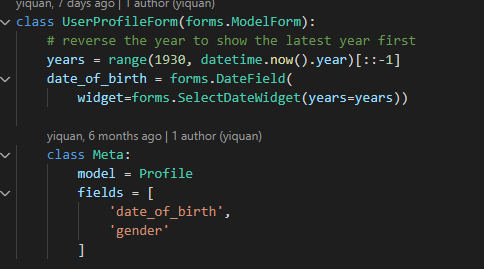 yiquan, 7 days ago | 1 author (yiquan)
class UserProfileForm(forms.ModelForm):
    # reverse the year to show the latest year first
    years = range(1930, datetime.now().year)[::-1]
    date_of_birth = forms.DateField(
        widget=forms.SelectDateWidget(years=years))
    yiquan, 6 months ago | 1 author (yiquan)
    class Meta:
        model = Profile
        fields = [
            'date_of_birth',
            'gender'
        ]